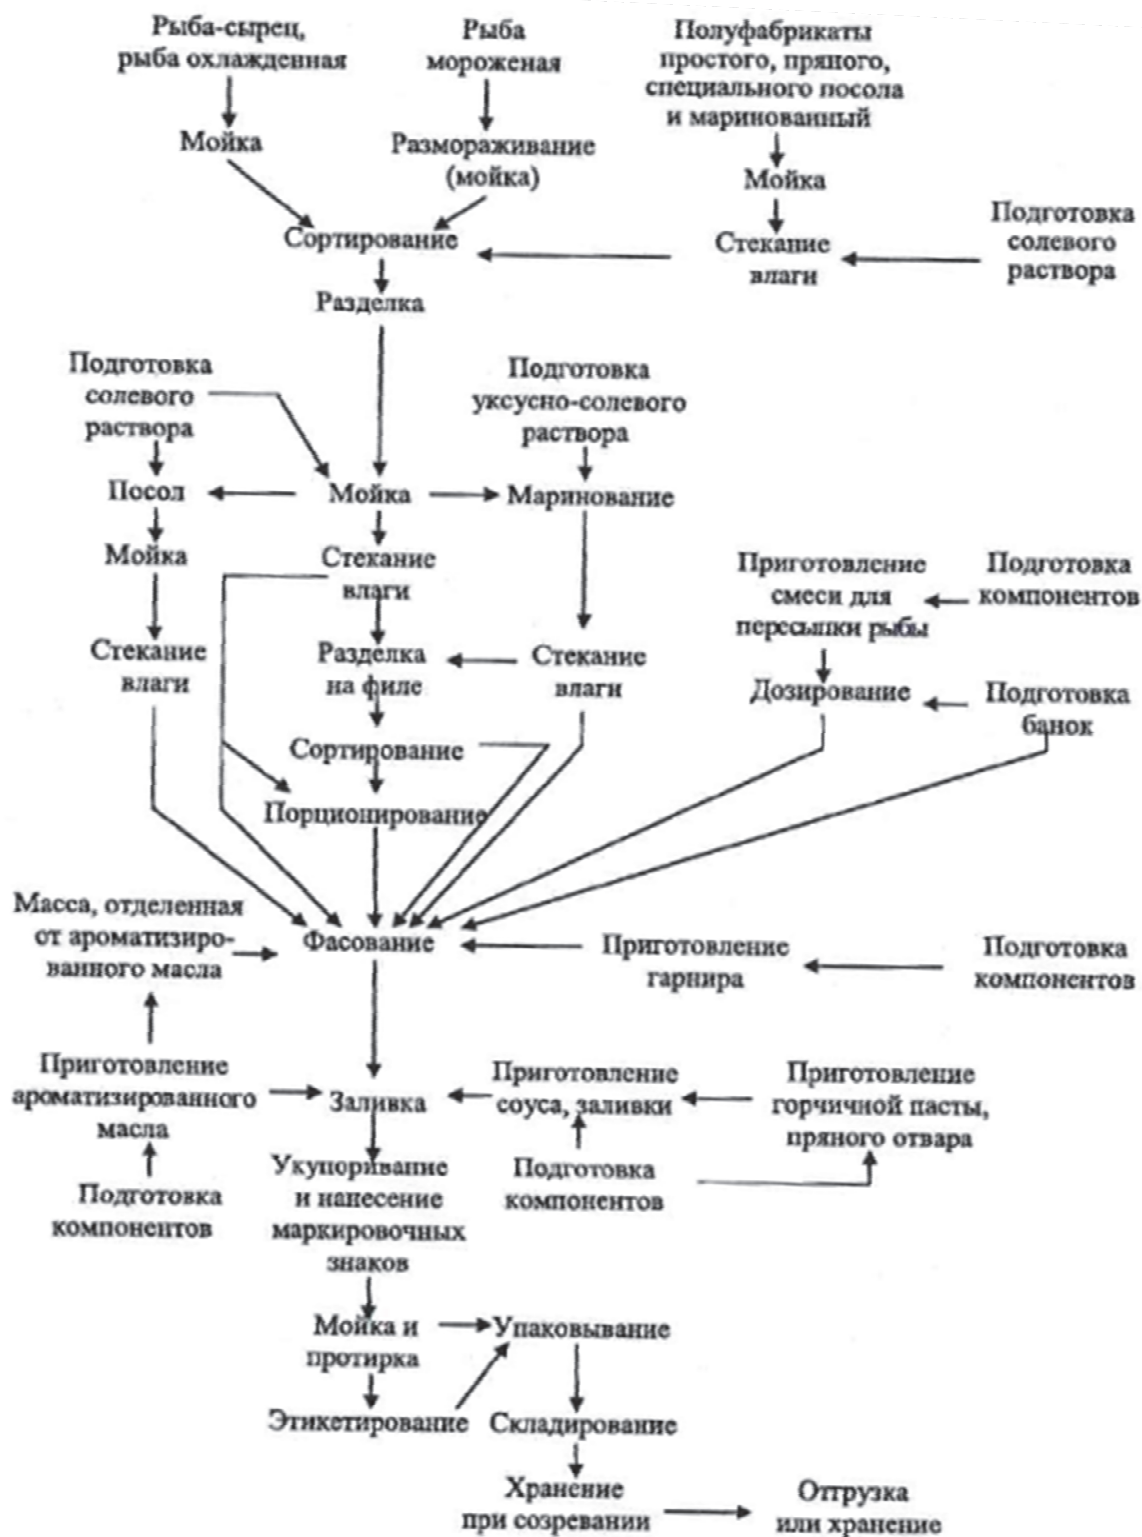 Рыба-сырец,
рыба охлажденная
Рыба
мороженая
Полуфабрикаты
простого, пряного,
специального посола
и маринованный
Мойка
Размораживание
(мойка)
Мойка
Сортирование
Стекание
влаги
Подготовка
солевого
раствора
Разделка
Подготовка
солевого
раствора
Подготовка
уксусно-солевого
раствора
Посол
Мойка
Маринование
Мойка
Стекание
влаги
Приготовление
смеси для
пересыпки рыбы
Подготовка
компонентов
Стекание
влаги
Разделка
на филе
Стекание
влаги
Дозирование
Подготовка
банок
Сортирование
Порционирование
Масса, отделенная
от ароматизиро-
ванного масла
Фасование
Приготовление
гарнира
Подготовка
компонентов
Приготовление
ароматизированного
масла
Заливка
Приготовление
соуса, заливки
Приготовление
горчичной пасты,
пряного отвара
Подготовка
компонентов
Укупоривание
и нанесение
маркировочных
знаков
Подготовка
компонентов
Мойка и
протирка
Упаковывание
Этикетирование
Складирование
Хранение
при созревании
Отгрузка
или хранение